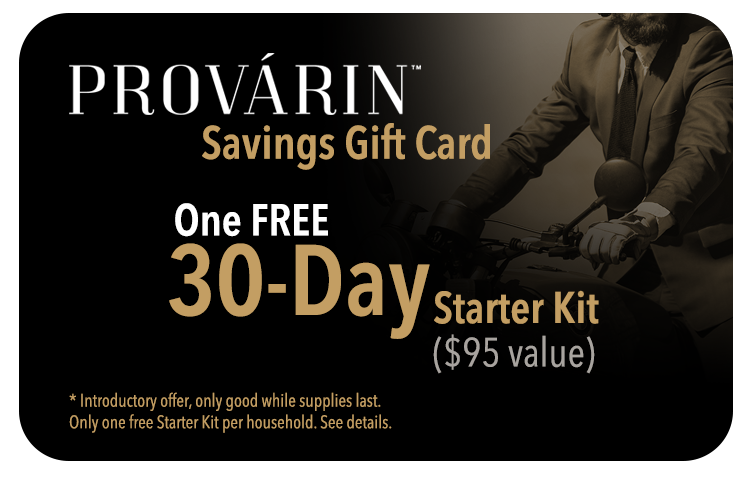 PROVÁRIN™
Savings Gift Card
One FREE
30-Day Starter Kit
($95 value)
* Introductory offer, only good while supplies last.
Only one free Starter Kit per household. See details.